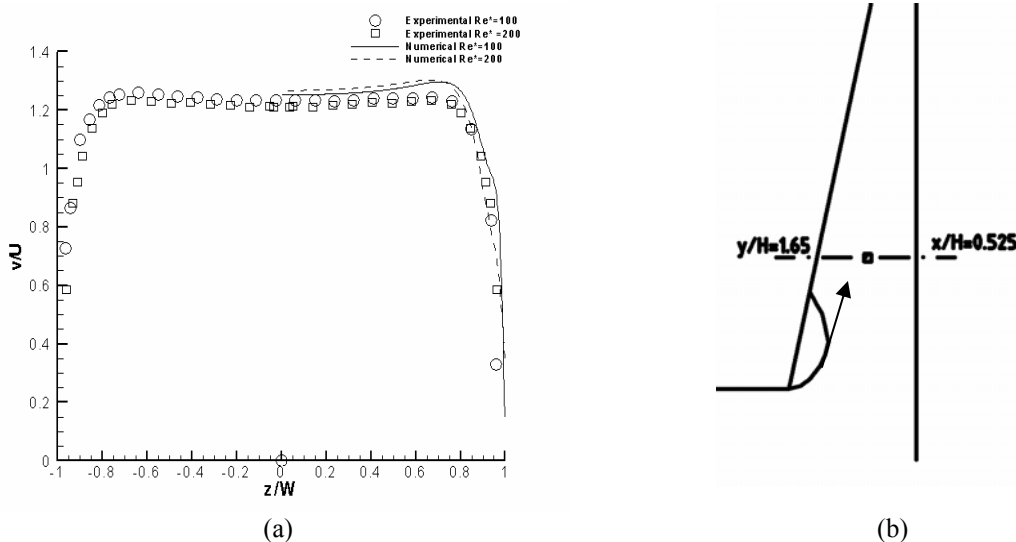 Experimental Re*=100
Experimental Re* =200
Numerical Re*=100
Numerical Re*=200
1.4
1.2
1
0.8
0.6
0.4
0.2
0
v/U
-1 -0.8 -0.6 -0.4 -0.2 0 0.2 0.4 0.6 0.8 1
z/W
(a)
y/H=1.65 x/H=0.525
(b)